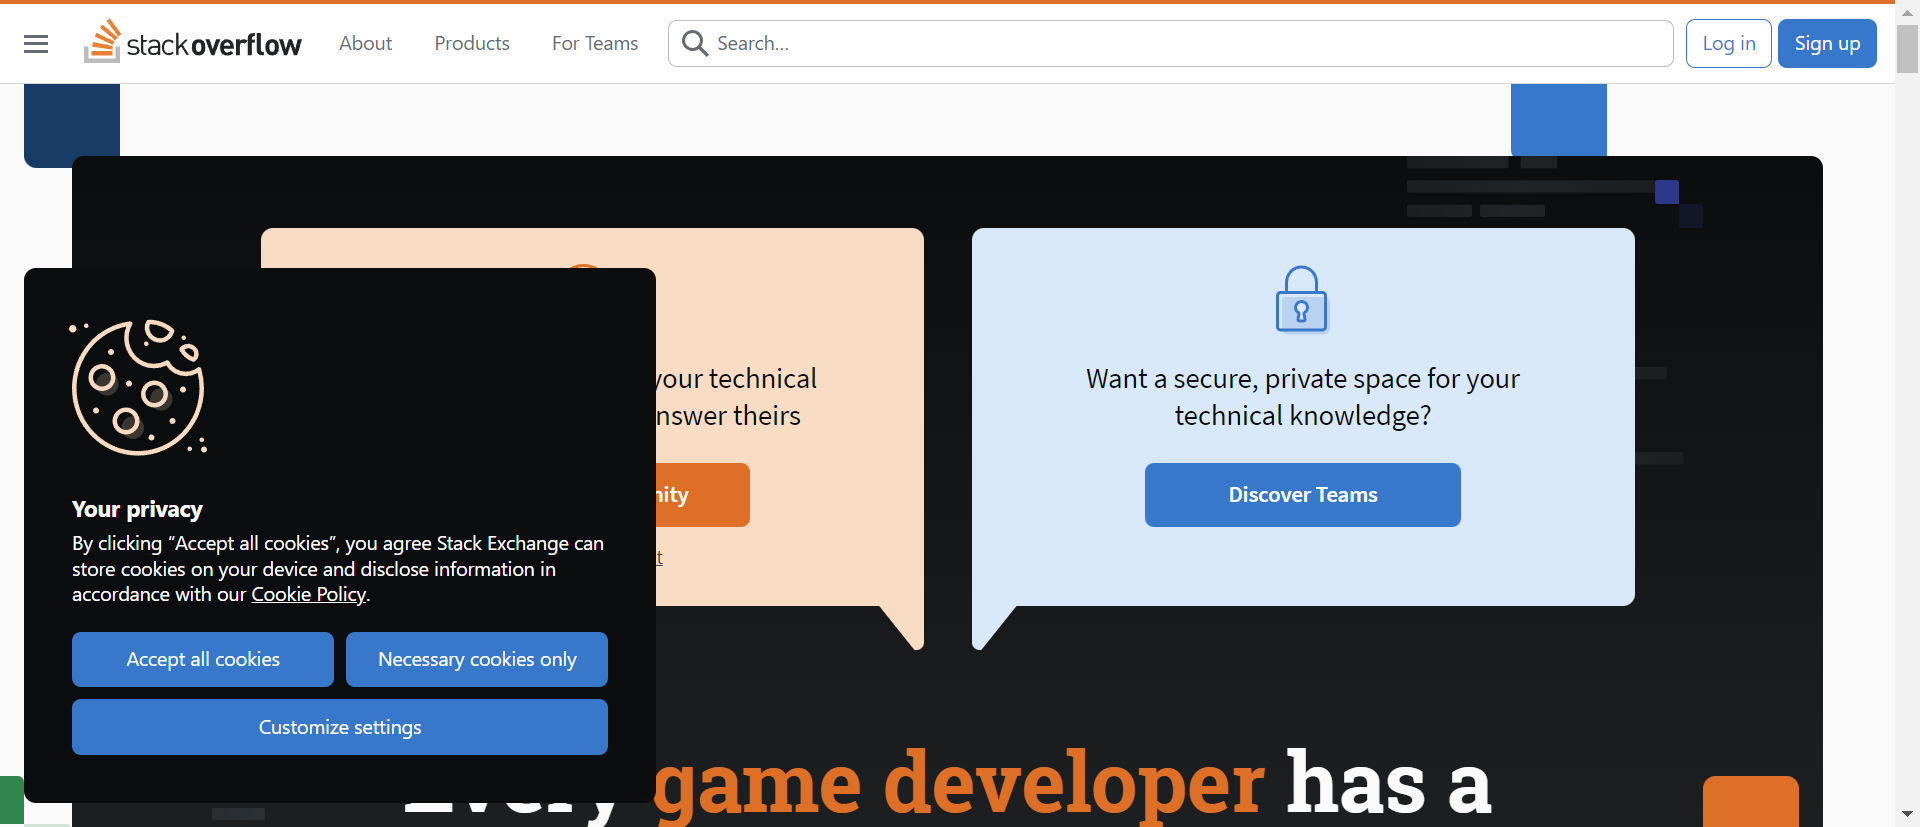 stackoverflow
About
Products
For Teams
Search...
Log in
Sign up
your technical
answer theirs
Want a secure, private space for your
technical knowledge?
Discover Teams
Your privacy
By clicking “Accept all cookies”, you agree Stack Exchange can
store cookies on your device and disclose information in
accordance with our Cookie Policy.
Accept all cookies
Necessary cookies only
Customize settings
Every game developer has a